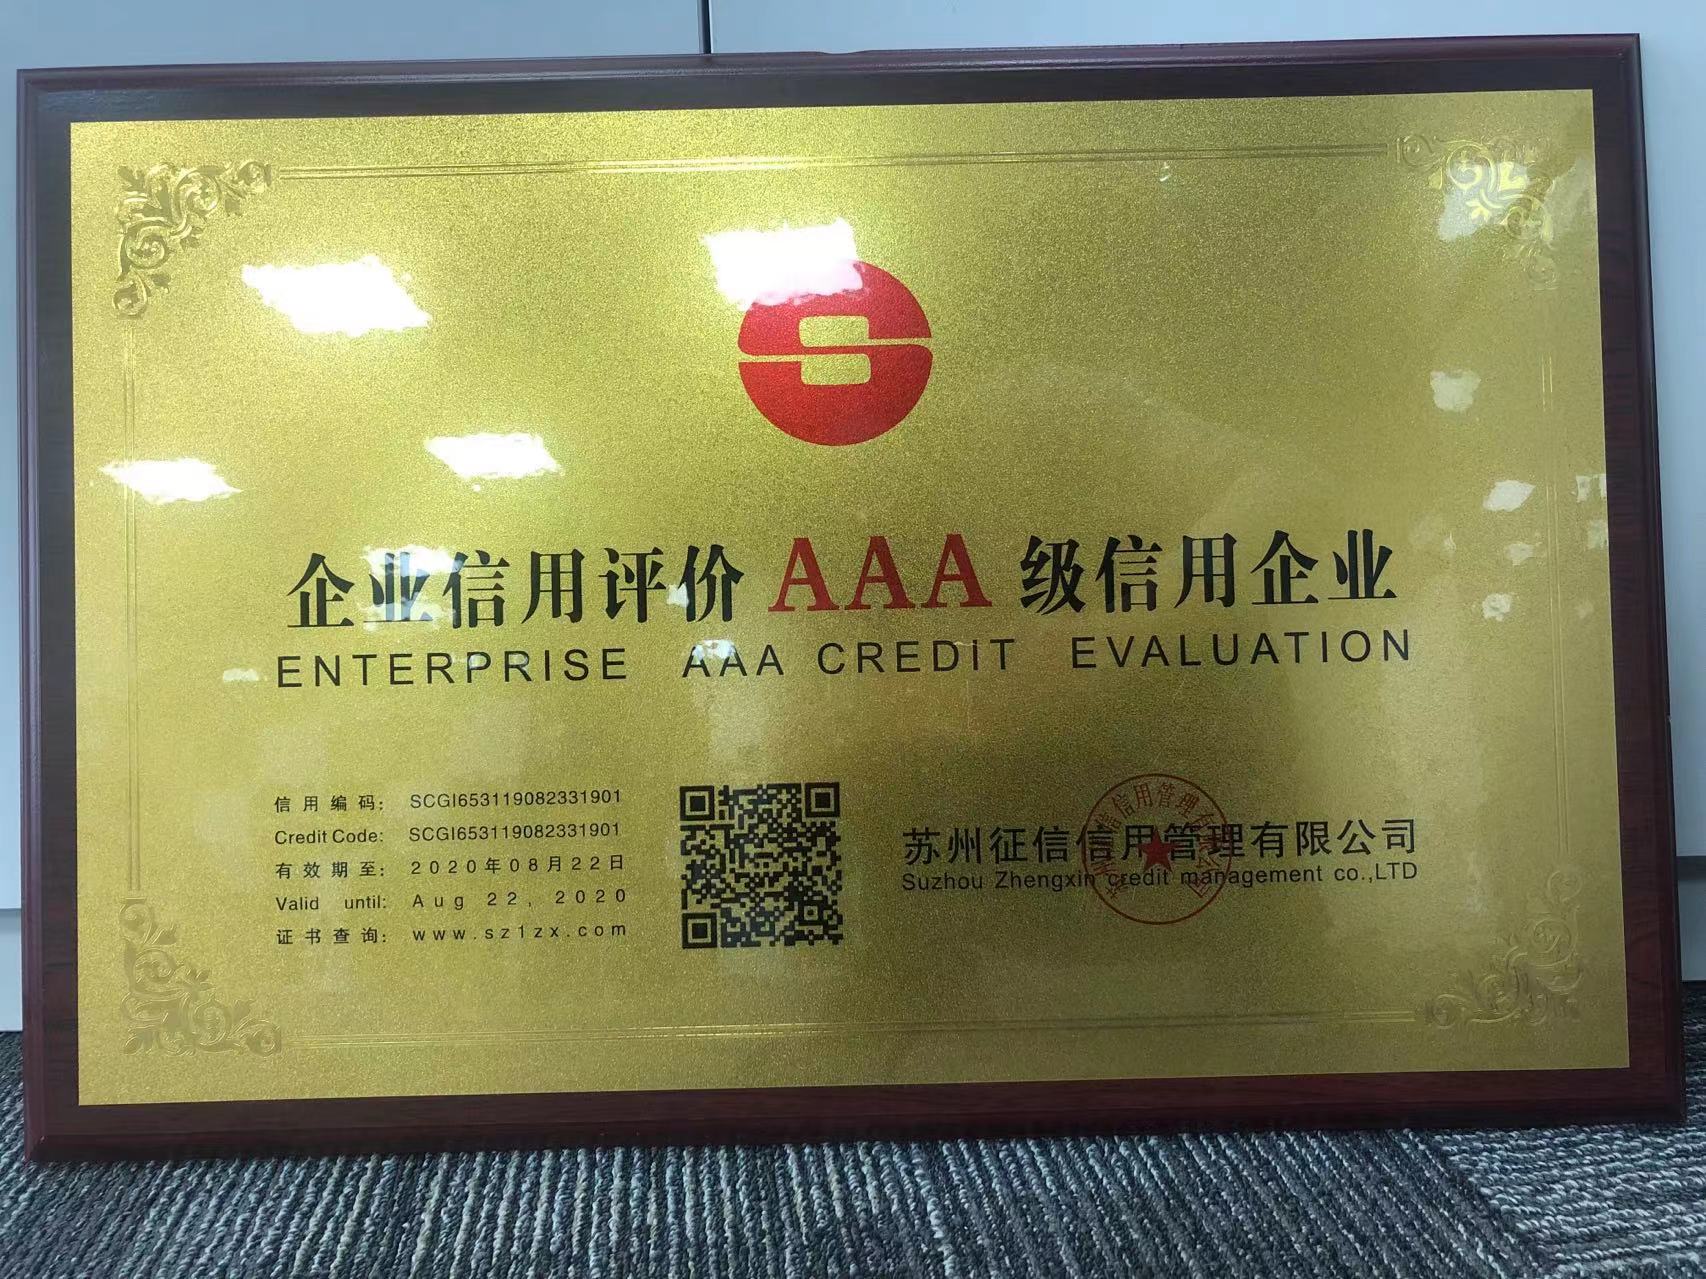 企业信用评价 AAA 级信用企业
ENTERPRISE AAA CREDIT EVALUATION
信用编码: SCGI653119082331901
Credit Code: SCGI653119082331901
有效期至: 2020年08月22日
Valid until: Aug 22, 2020
证书查询: www.sz1zx.com
苏州征信信用管理有限公司
Suzhou Zhengxin credit management co.,LTD